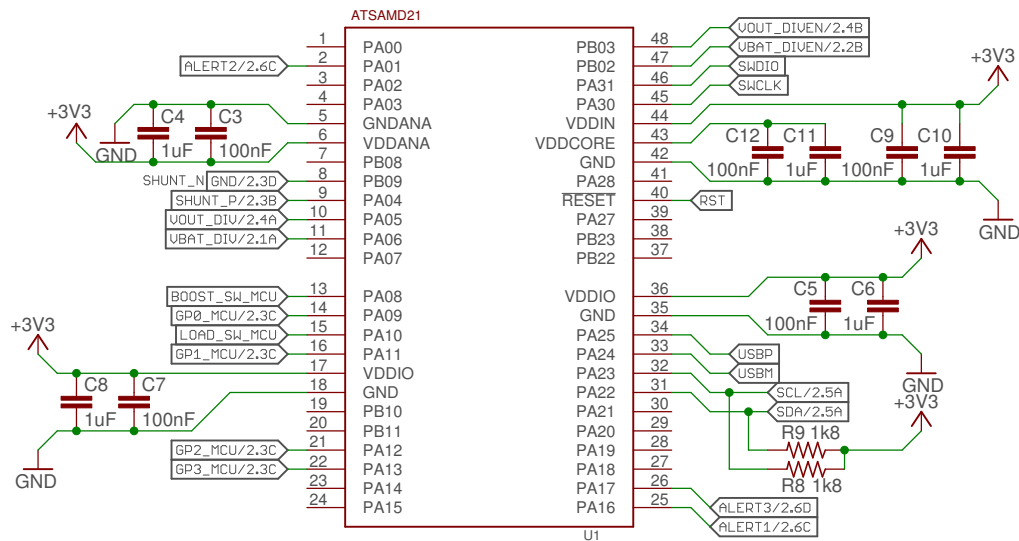 ATSAMD21
1 PA00
2 PA01 ALERT2/2.6C
3 PA02
4 PA03
5 GNDANA
6 VDDANA
7 PB08
8 PB09 SHUNT_N GND/2.3D
9 PA04 SHUNT_P/2.3B
10 PA05 VOUT_DIV/2.4A
11 PA06 VBAT_DIV/2.1A
12 PA07
+3V3
GND
C4
1uF
C3
100nF
13 PA08 BOOST_SW_MCU
14 PA09 GP0_MCU/2.3C
15 PA10 LOAD_SW_MCU
16 PA11 GP1_MCU/2.3C
17 VDDIO
18 GND
19 PB10
20 PB11
21 PA12 GP2_MCU/2.3C
22 PA13 GP3_MCU/2.3C
23 PA14
24 PA15
+3V3
C8
1uF
C7
100nF
GND
48 PB03 VOUT_DIVEN/2.4B
47 PB02 VBAT_DIVEN/2.2B
46 PA31 SWDIO
45 PA30 SWCLK
44 VDDIN
43 VDDCORE
42 GND
41 PA28
40 RESET RST
39 PA27
38 PB23
37 PB22
+3V3
C12
100nF
C11
1uF
C9
100nF
C10
1uF
GND
36 VDDIO
35 GND
34 PA25 USBP
33 PA24 USBM
32 PA23 SCL/2.5A
31 PA22 SDA/2.5A
30 PA21
29 PA20
28 PA19
27 PA18
26 PA17 ALERT3/2.6D
25 PA16 ALERT1/2.6C
+3V3
C5
100nF
C6
1uF
GND
+3V3
R9 1k8
R8 1k8
U1